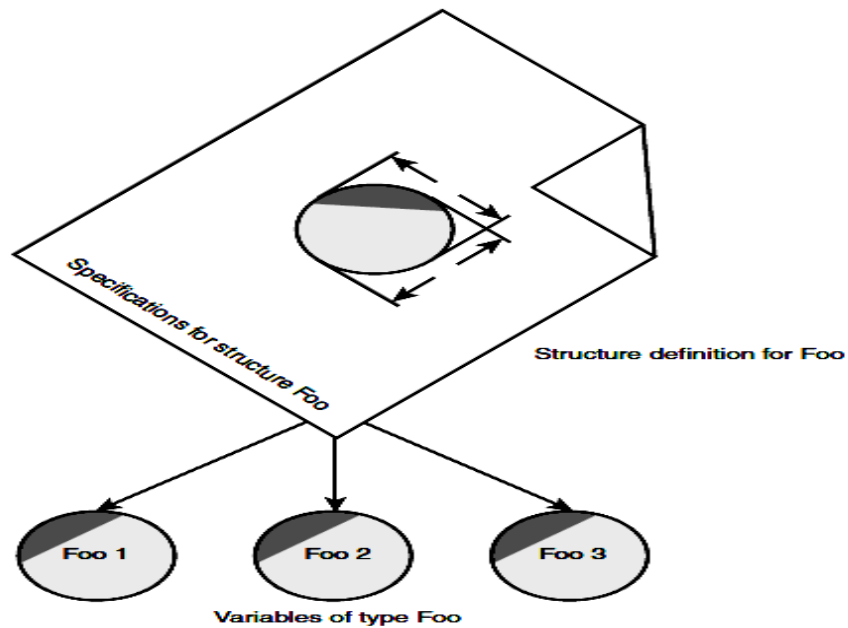 Specifications for structure Foo
Structure definition for Foo
Foo 1
Foo 2
Foo 3
Variables of type Foo